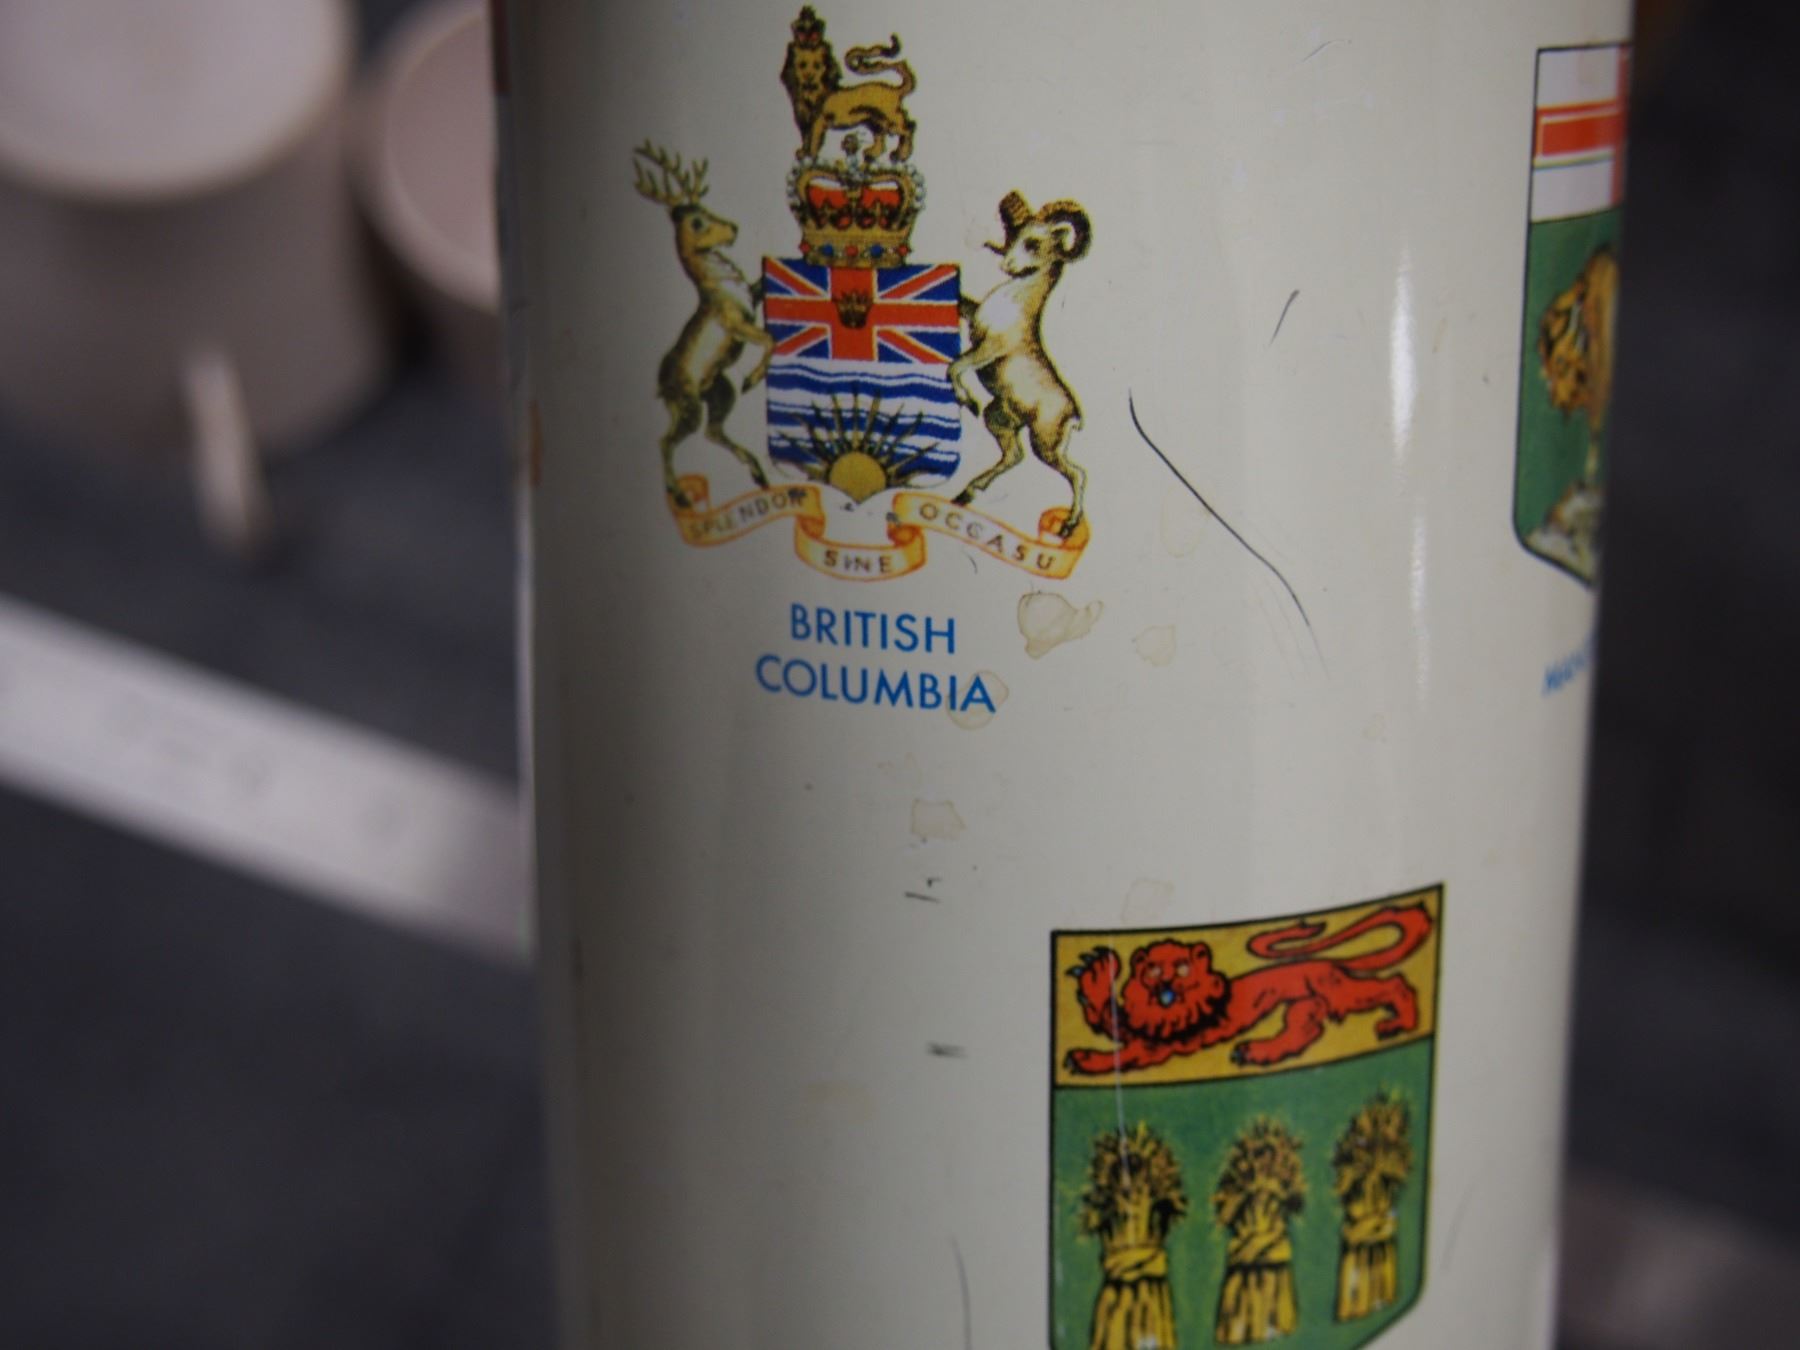 SPLENDOR
SINE
OCCASU
BRITISH
COLUMBIA